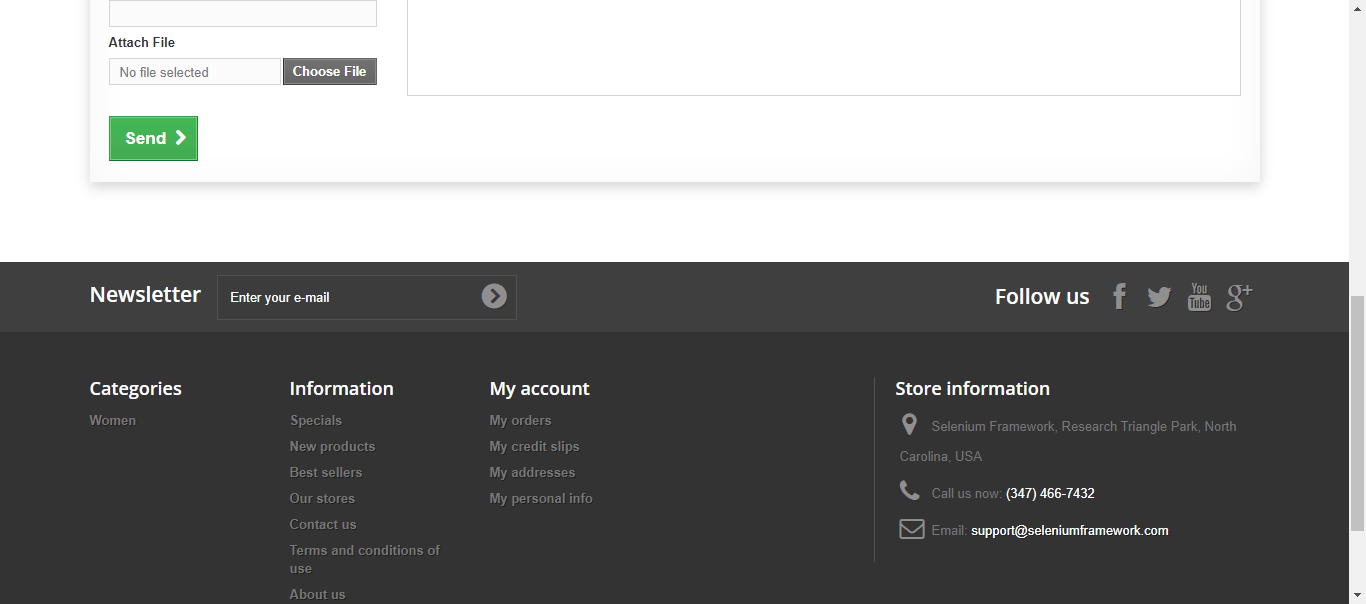 Attach File
No file selected
Choose File
Send
Newsletter
Enter your e-mail
Follow us
You
Tube
g+
Categories
Women
Information
Specials
New products
Best sellers
Our stores
Contact us
Terms and conditions of
use
About us
My account
My orders
My credit slips
My addresses
My personal info
Store information
Selenium Framework, Research Triangle Park, North
Carolina, USA
Call us now: (347) 466-7432
Email: support@seleniumframework.com